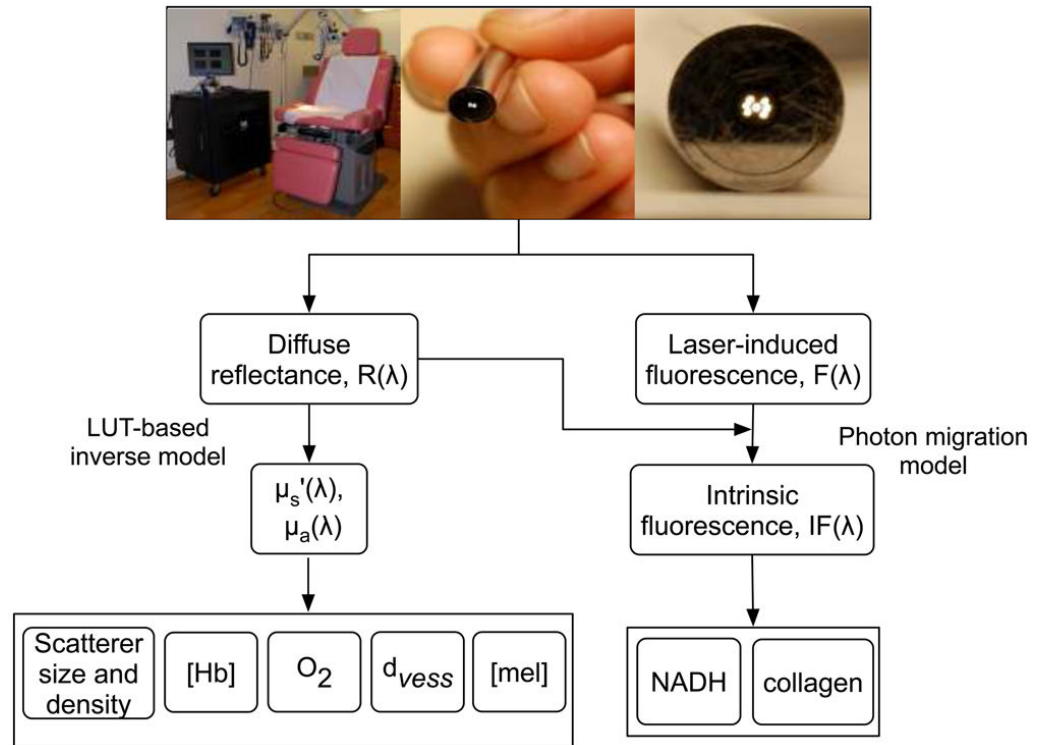 Diffuse
reflectance, R(λ)
Laser-induced
fluorescence, F(λ)
LUT-based
inverse model
Photon migration
model
μs'(λ),
μa(λ)
Intrinsic
fluorescence, IF(λ)
Scatterer
size and
density
[Hb]
O2
dvess
[mel]
NADH
collagen